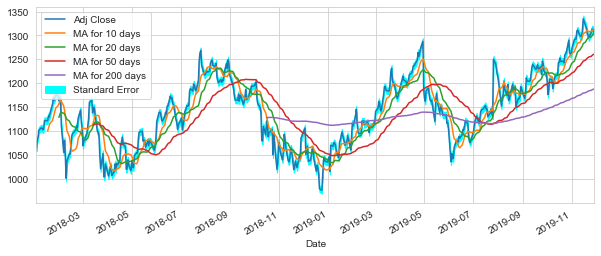 1350
1300
1250
1200
1150
1100
1050
1000
Adj Close
MA for 10 days
MA for 20 days
MA for 50 days
MA for 200 days
Standard Error
2018-03
2018-05
2018-07
2018-09
2018-11
2019-01
2019-03
2019-05
2019-07
2019-09
2019-11
Date